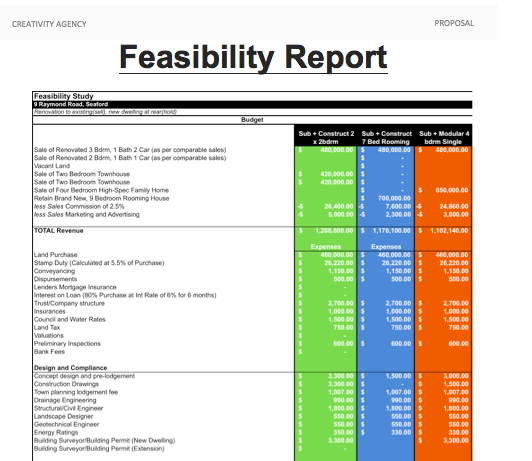 CREATIVITY AGENCY PROPOSAL
Feasibility Report
Feasibility Study
9 Raymond Road, Seaford
Renovation to existing(sell), new dwelling at rear(hold)
Budget
Sub + Construct 2 x 2bdrm Sub + Construct 7 Bed Rooming Sub + Modular 4 bdrm Single
Sale of Renovated 3 Bdrm, 1 Bath 2 Car (as per comparable sales) $ 480,000.00 $ 480,000.00 $ 480,000.00
Sale of Renovated 2 Bdrm, 1 Bath 1 Car (as per comparable sales) $ -
Vacant Land $ -
Sale of Two Bedroom Townhouse $ 420,000.00 $ -
Sale of Two Bedroom Townhouse $ 420,000.00 $ -
Sale of Four Bedroom High-Spec Family Home $ - $ 650,000.00
Retain Brand New, 9 Bedroom Rooming House $ 700,000.00
less Sales Commission of 2.5% -$ 26,400.00 -$ 7,600.00 -$ 24,860.00
less Sales Marketing and Advertising -$ 5,000.00 -$ 2,300.00 -$ 3,000.00
TOTAL Revenue $ 1,288,600.00 $ 1,170,100.00 $ 1,102,140.00
Expenses Expenses
Land Purchase $ 460,000.00 $ 460,000.00 $ 460,000.00
Stamp Duty (Calculated at 5.5% of Purchase) $ 26,220.00 $ 26,220.00 $ 26,220.00
Conveyancing $ 1,150.00 $ 1,150.00 $ 1,150.00
Dispursements $ 500.00 $ 500.00 $ 500.00
Lenders Mortgage Insurance $ -
Interest on Loan (80% Purchase at Int Rate of 6% for 6 months) $ -
Trust/Company structure $ 2,700.00 $ 2,700.00 $ 2,700.00
Insurances $ 1,000.00 $ 1,000.00 $ 1,000.00
Council and Water Rates $ 1,500.00 $ 1,500.00 $ 1,500.00
Land Tax $ 750.00 $ 750.00 $ 750.00
Valuations $ -
Preliminary Inspections $ 600.00 $ 600.00 $ 600.00
Bank Fees $ -
Design and Compliance
Concept design and pre-lodgement $ 3,300.00 $ 1,500.00 $ 3,000.00
Construction Drawings $ 3,300.00 $ - $ 1,500.00
Town planning lodgement fee $ 1,007.00 $ 1,007.00 $ 1,007.00
Drainage Engineering $ 990.00 $ 990.00 $ 990.00
Structural/Civil Engineer $ 1,800.00 $ 1,800.00 $ 1,800.00
Landscape Designer $ 550.00 $ 550.00 $ 550.00
Geotechnical Engineer $ 550.00 $ 550.00 $ 550.00
Energy Ratings $ 350.00 $ 330.00 $ 330.00
Building Surveyor/Building Permit (New Dwelling) $ 3,300.00 $ 3,300.00
Building Surveyor/Building Permit (Extension) $ -